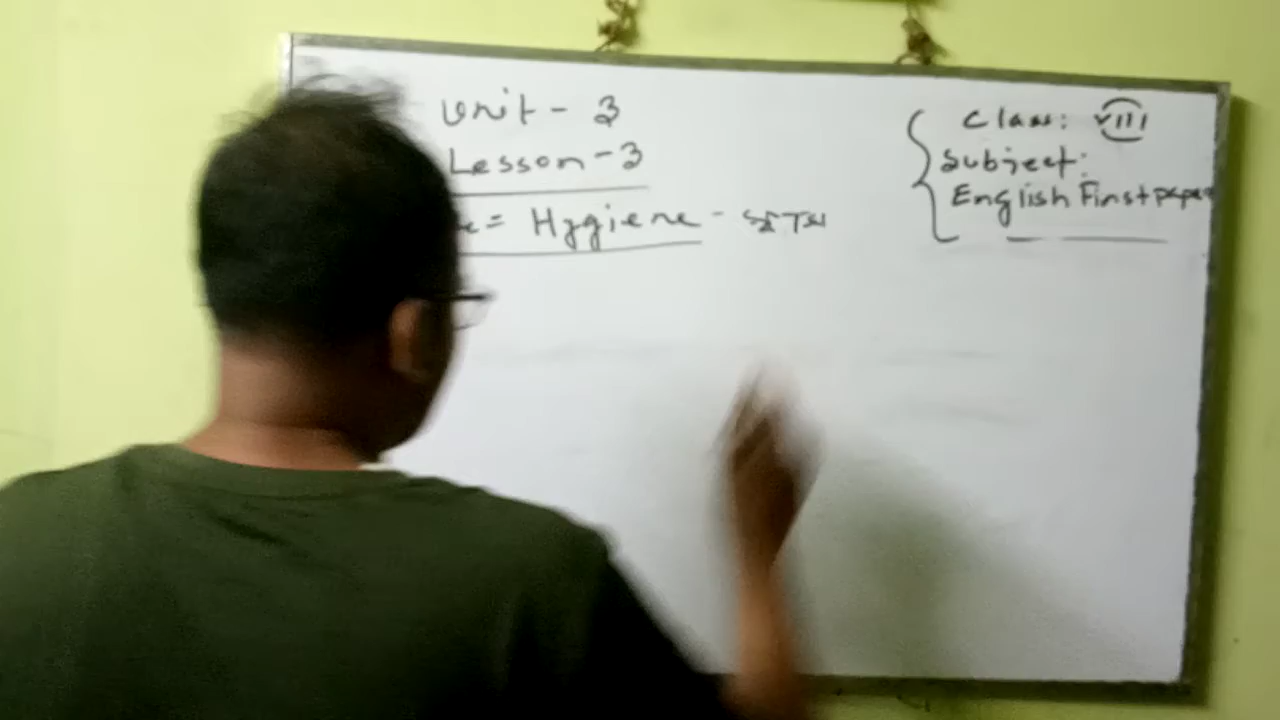 Unit - 3
Lesson - 3
= Hygiene -
Class: VIII
Subject:
English First paper